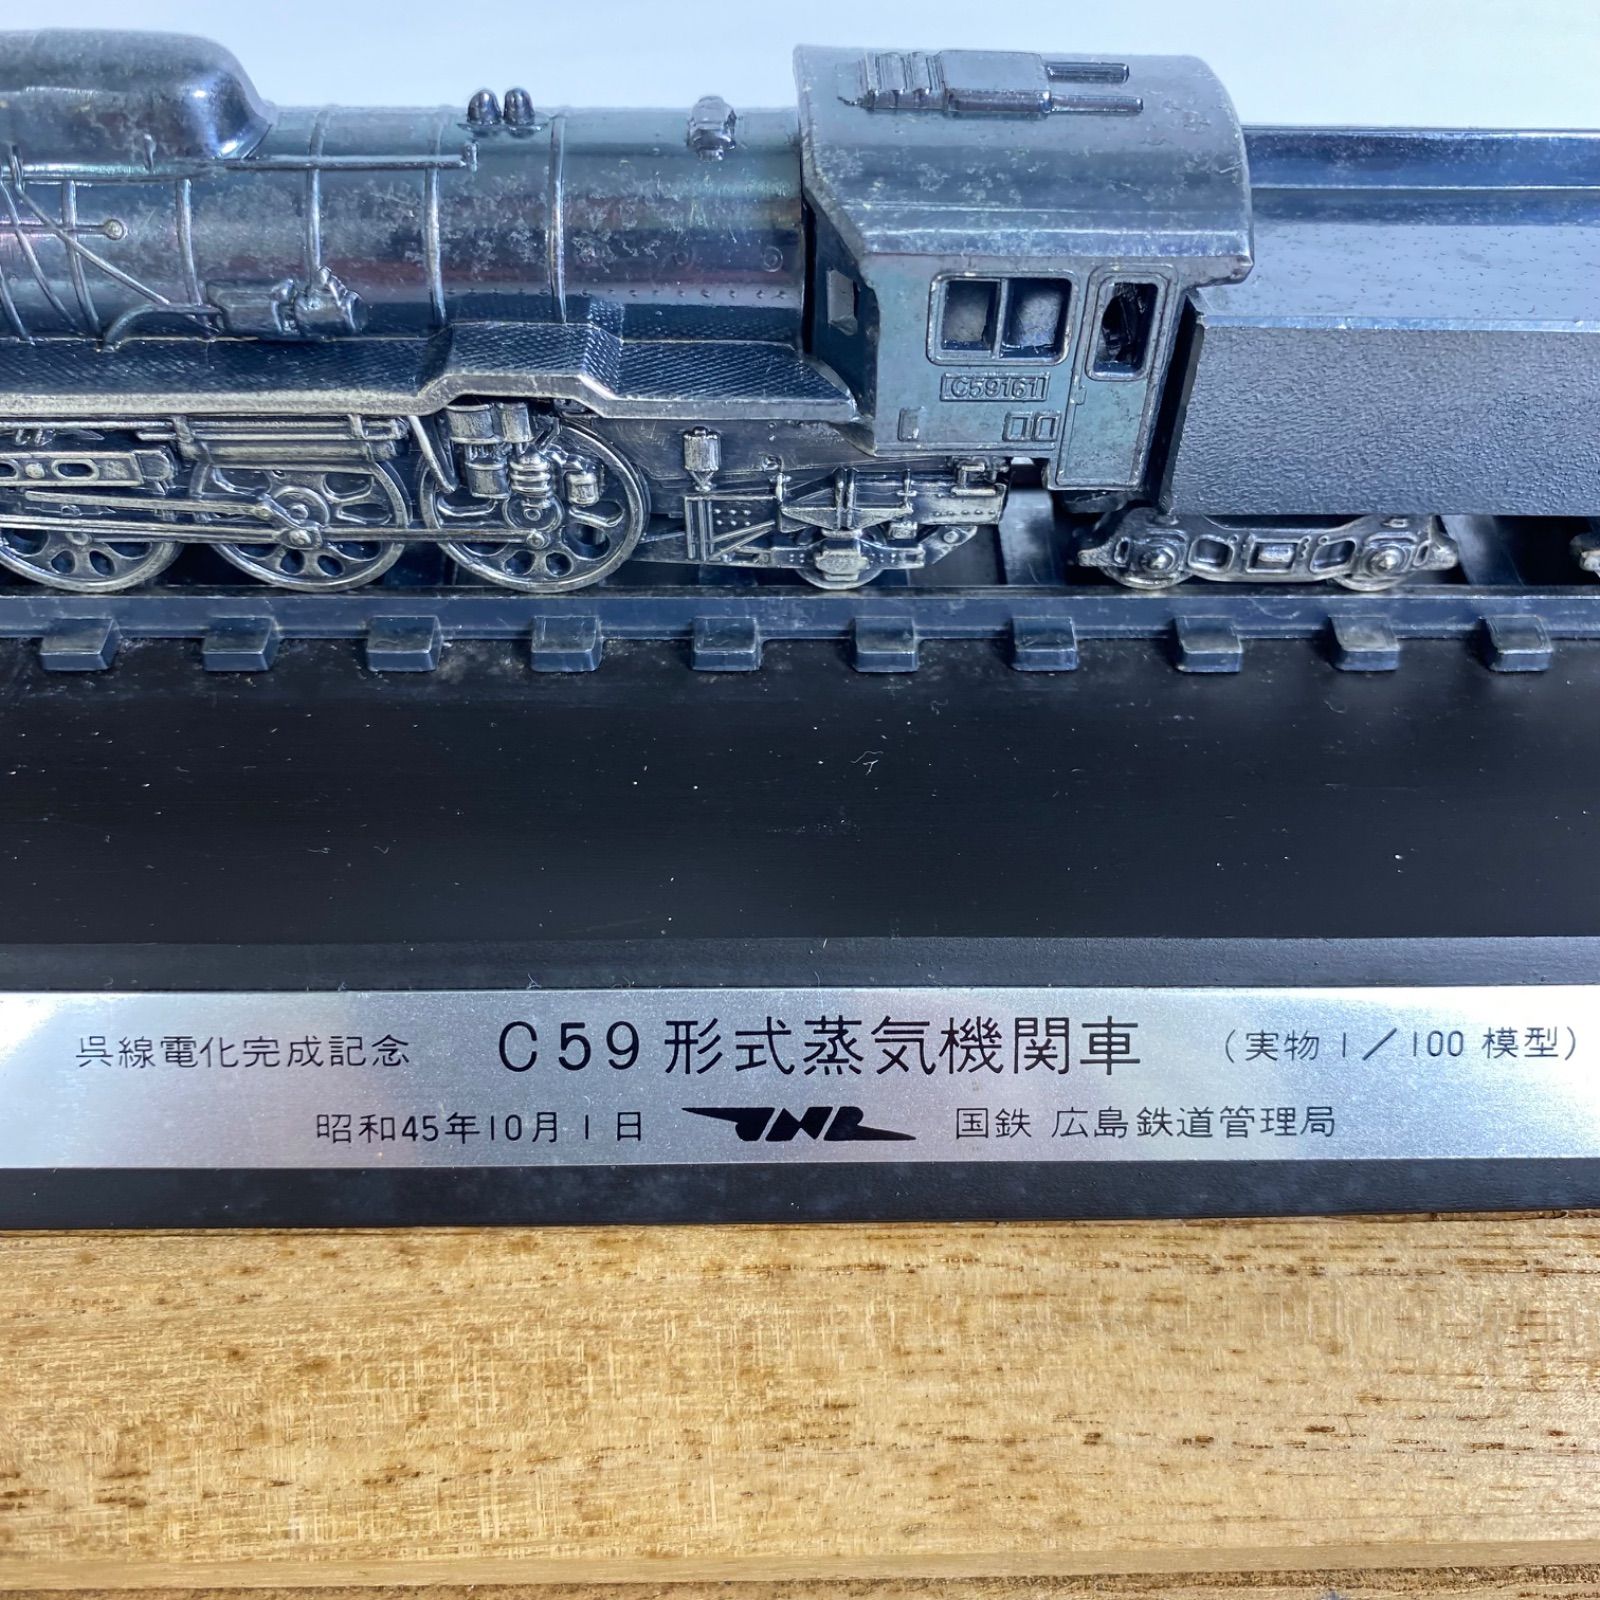 C59161
呉線電化完成記念 C59形式蒸気機関車 (実物1/100模型)
昭和45年10月1日 JNR 国鉄 広島鉄道管理局